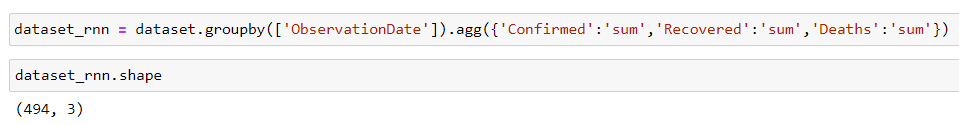 dataset_rnn = dataset.groupby(['ObservationDate']).agg({'Confirmed':'sum','Recovered':'sum','Deaths':'sum'})
dataset_rnn.shape
(494, 3)